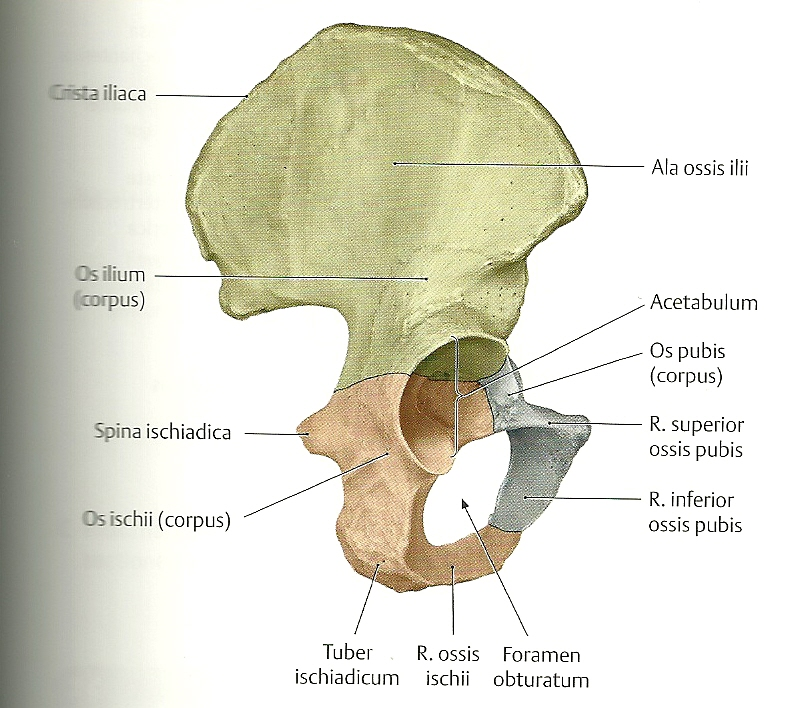 Crista iliaca
Ala ossis ilii
Os ilium
(corpus)
Acetabulum
Os pubis
(corpus)
R. superior
ossis pubis
Spina ischiadica
R. inferior
ossis pubis
Os ischii (corpus)
Tuber
ischiadicum
R. ossis
ischii
Foramen
obturatum